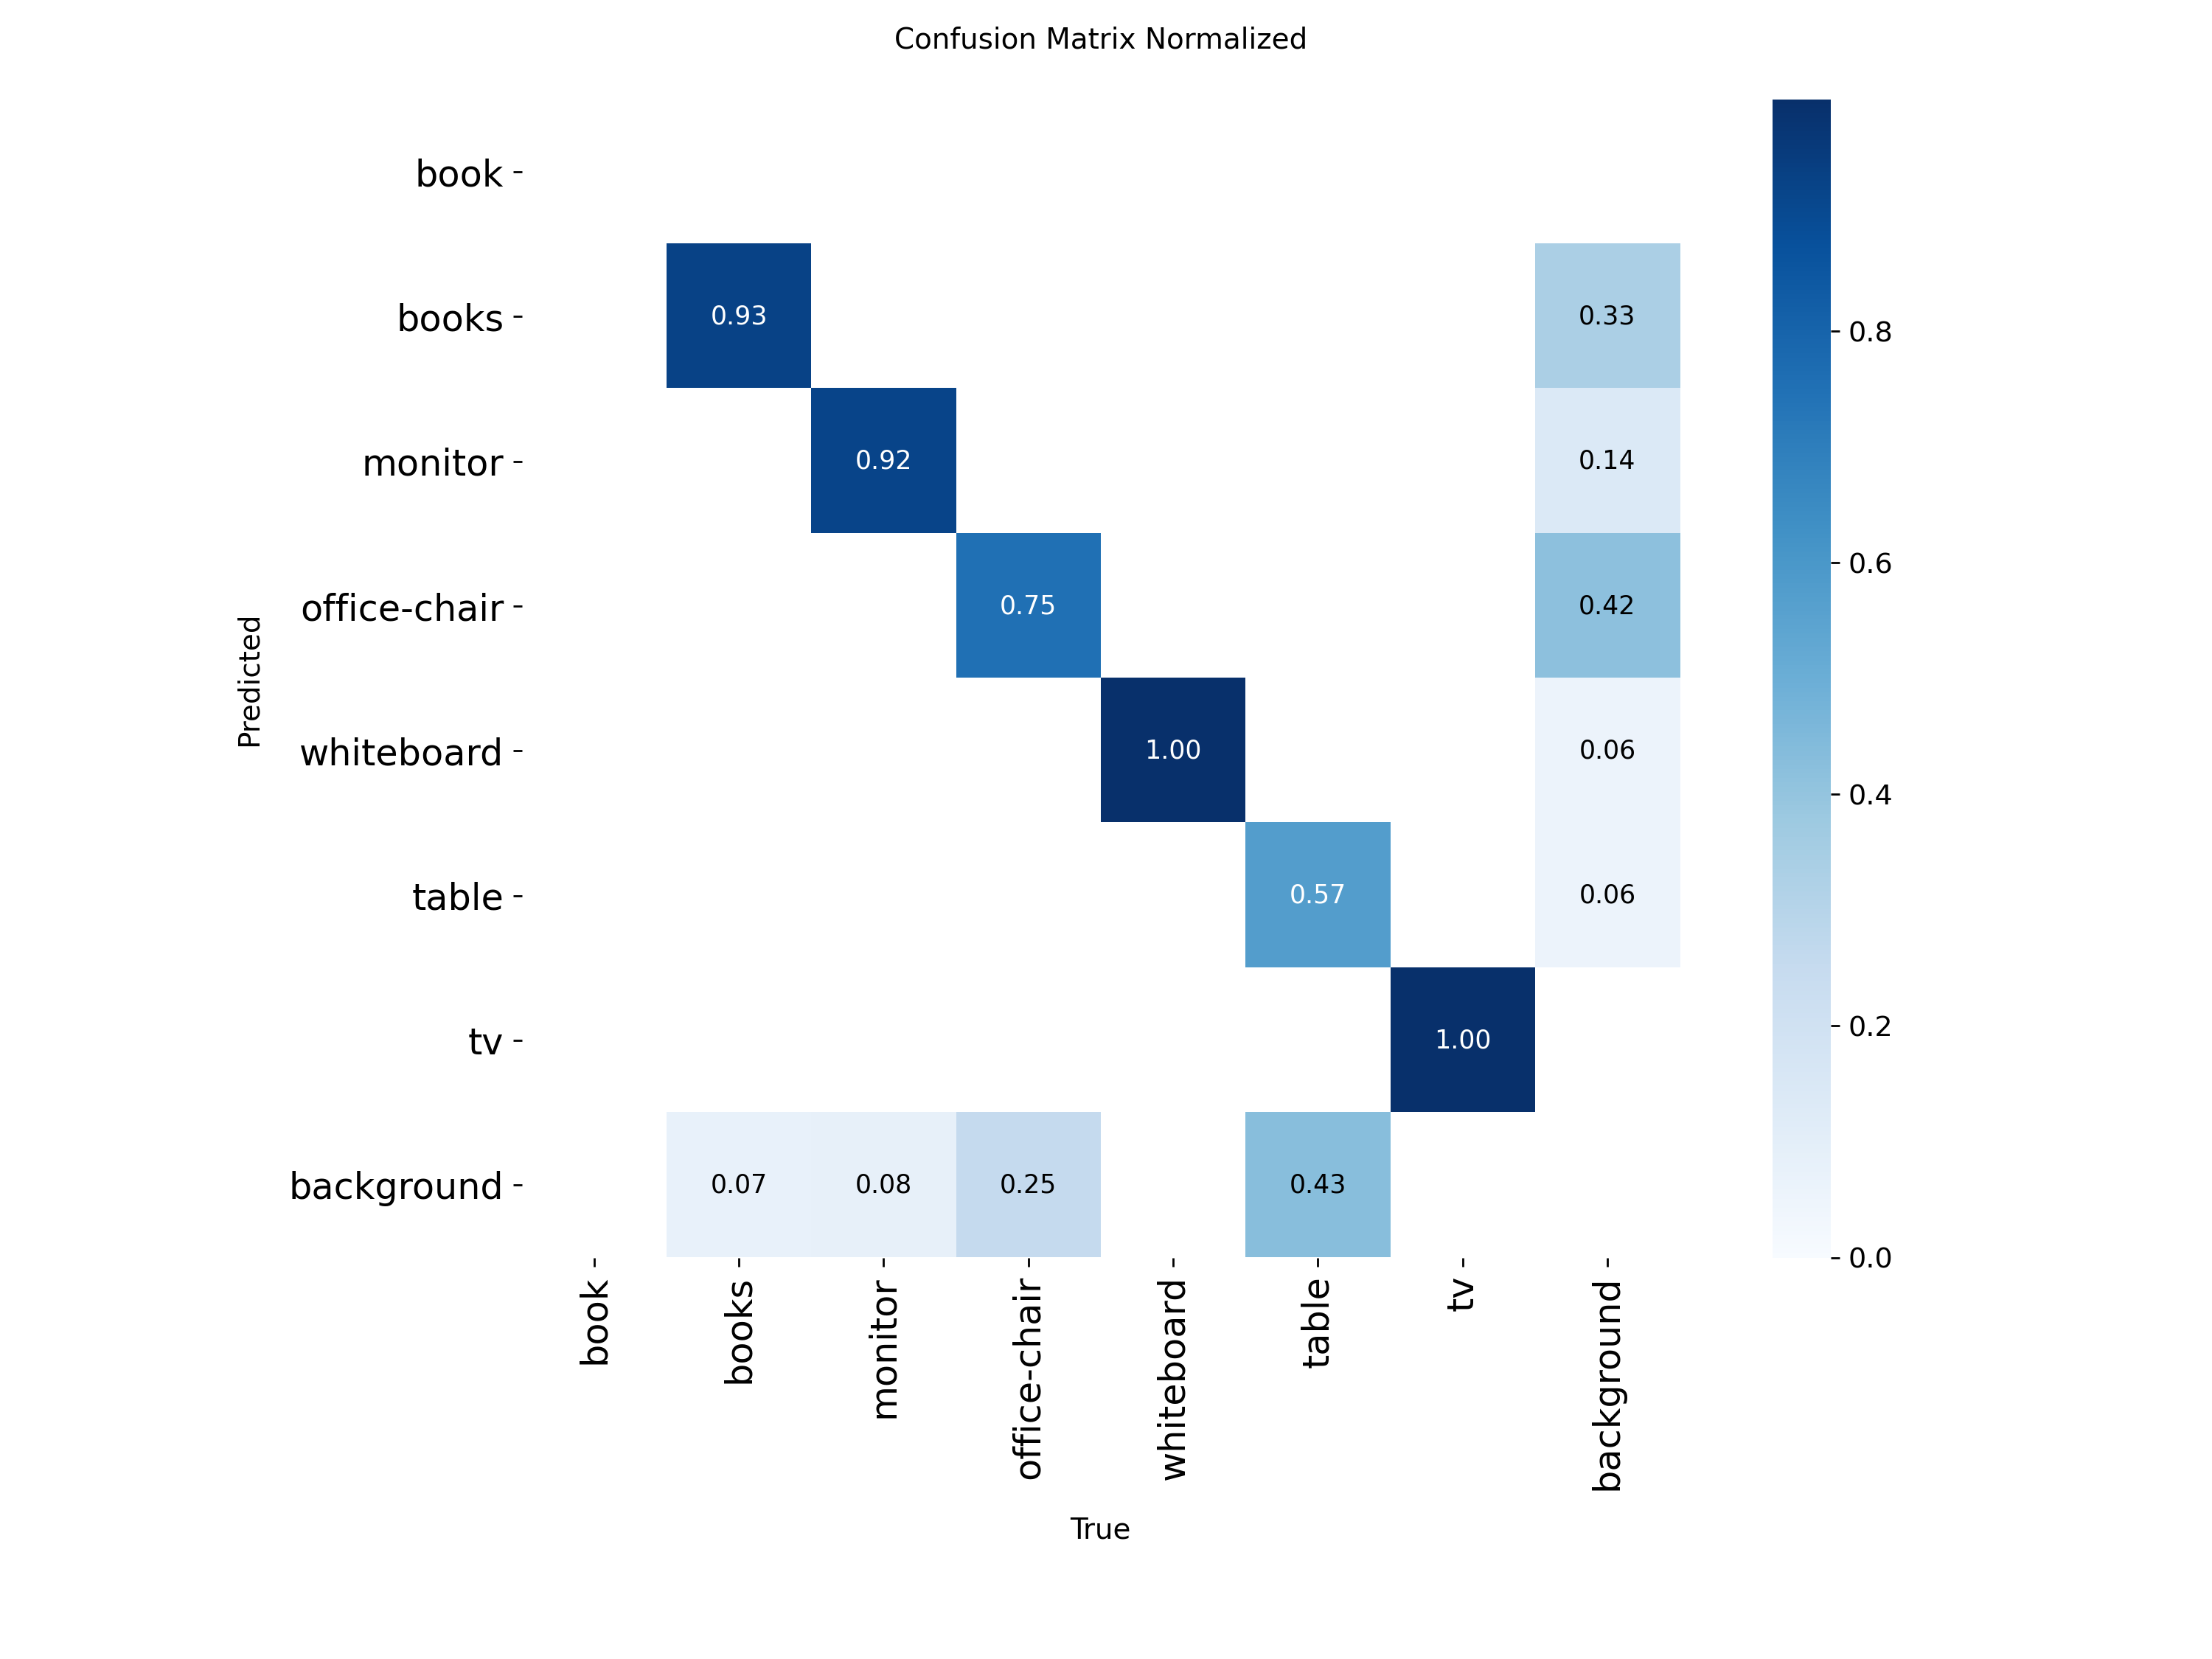 Confusion Matrix Normalized
Predicted
book
books 0.93 0.33
monitor 0.92 0.14
office-chair 0.75 0.42
whiteboard 1.00 0.06
table 0.57 0.06
tv 1.00
background 0.07 0.08 0.25 0.43
book books monitor office-chair whiteboard table tv background
True
0.8
0.6
0.4
0.2
0.0